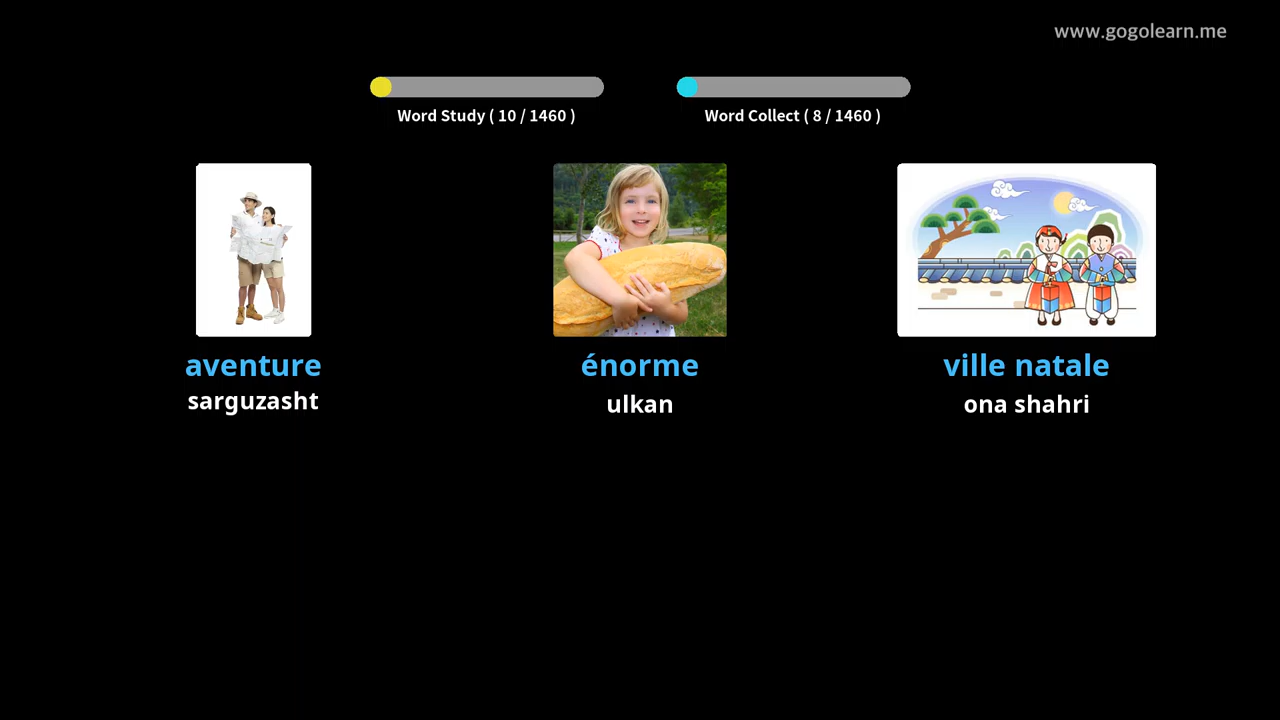 www.gogolearn.me
Word Study ( 10 / 1460 )
Word Collect ( 8 / 1460 )
aventure
sarguzasht
énorme
ulkan
ville natale
ona shahri